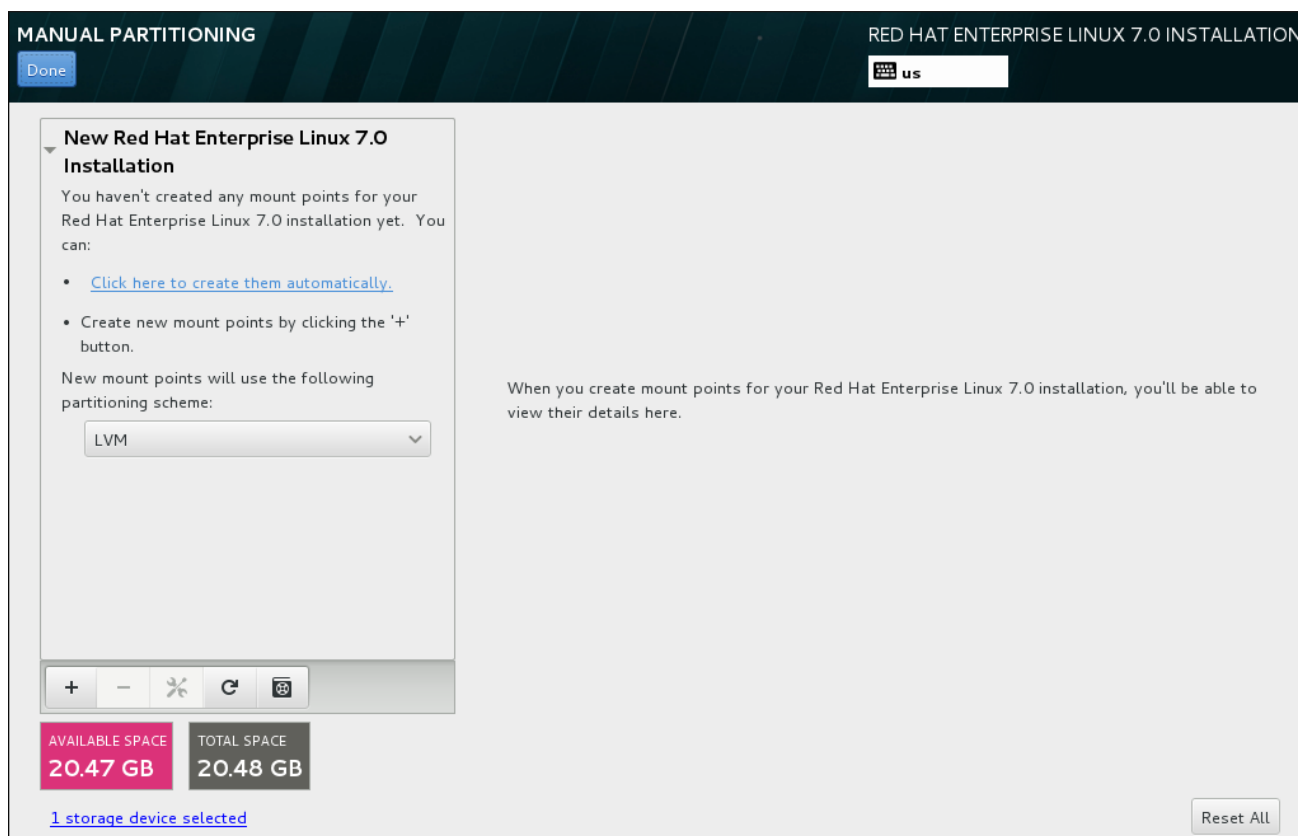 MANUAL PARTITIONING
RED HAT ENTERPRISE LINUX 7.0 INSTALLATION
Done
us
New Red Hat Enterprise Linux 7.0
Installation
You haven't created any mount points for your
Red Hat Enterprise Linux 7.0 installation yet. You
can:
• Click here to create them automatically.
• Create new mount points by clicking the '+'
button.
New mount points will use the following
partitioning scheme:
LVM
When you create mount points for your Red Hat Enterprise Linux 7.0 installation, you'll be able to
view their details here.
+ −
AVAILABLE SPACE
20.47 GB
TOTAL SPACE
20.48 GB
1 storage device selected
Reset All